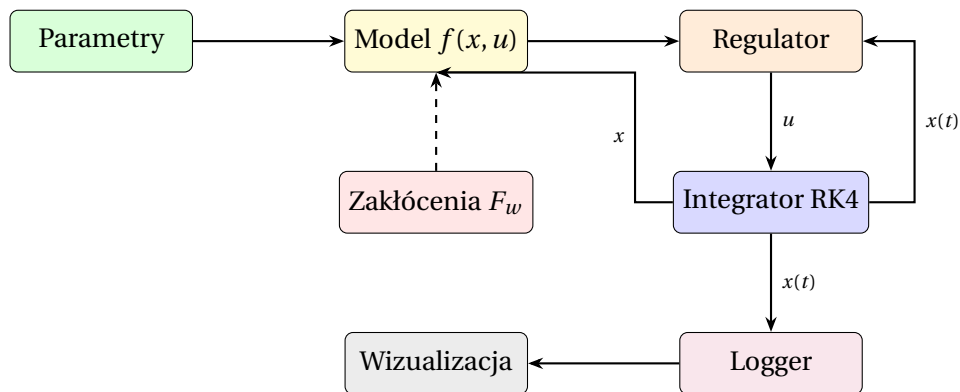 Parametry
Model f(x, u)
Regulator
x
u
x(t)
Zakłócenia F_w
Integrator RK4
x(t)
Wizualizacja
Logger